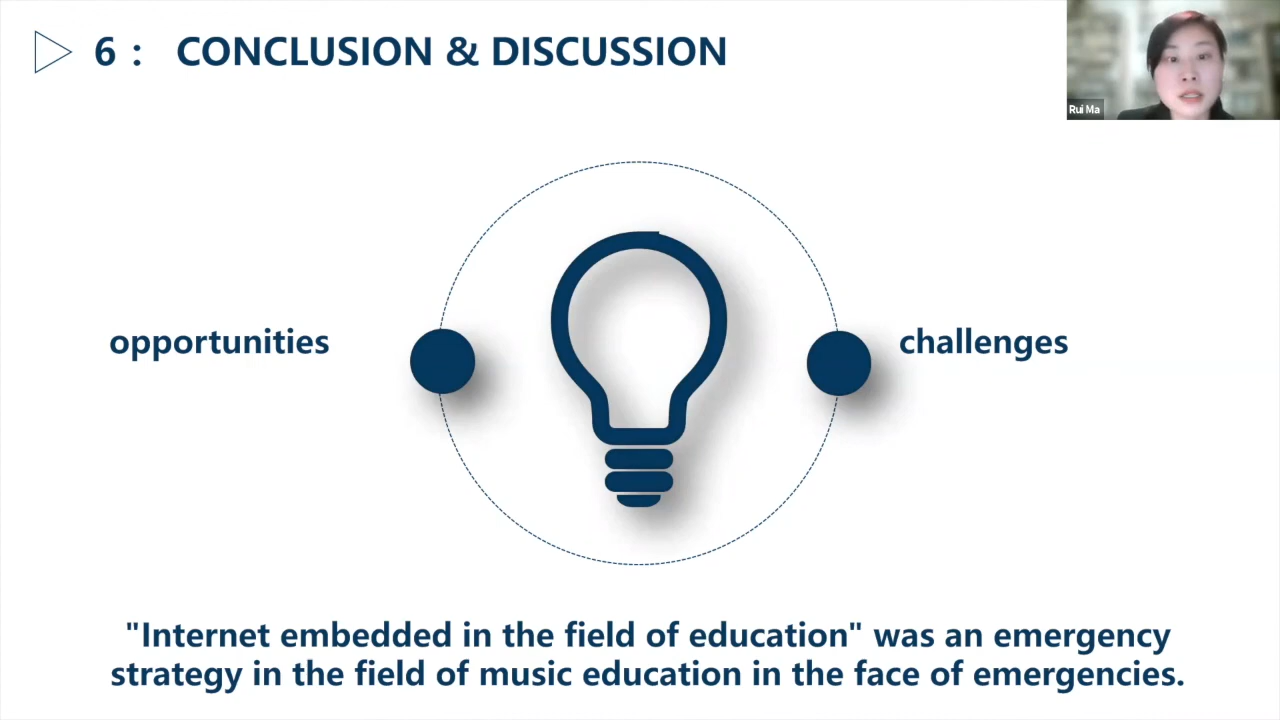 6： CONCLUSION & DISCUSSION
Rui Ma
opportunities
challenges
"Internet embedded in the field of education" was an emergency
strategy in the field of music education in the face of emergencies.